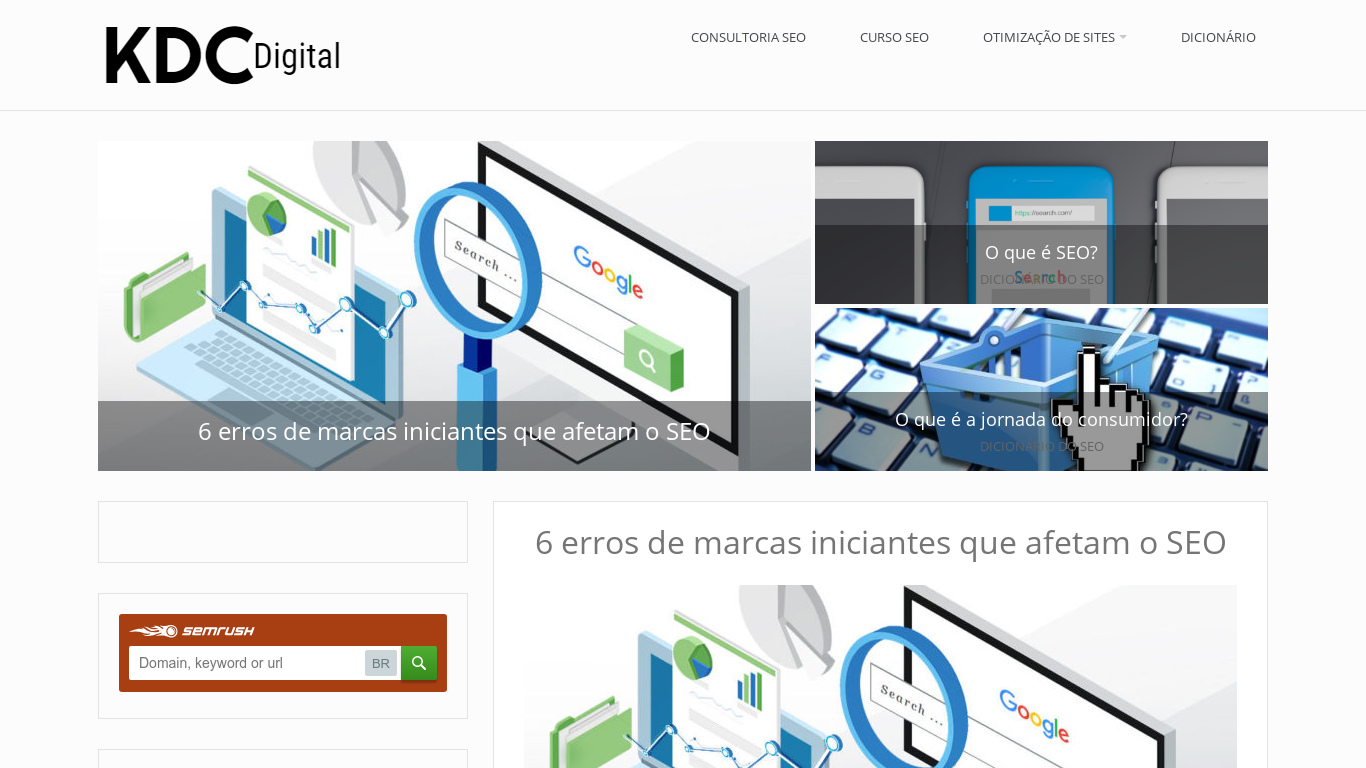 KDC Digital
CONSULTORIA SEO
CURSO SEO
OTIMIZAÇÃO DE SITES
DICIONÁRIO
Search ...
Google
6 erros de marcas iniciantes que afetam o SEO
https://search.com/
O que é SEO?
Search
DICIONÁRIO DO SEO
O que é a jornada do consumidor?
DICIONÁRIO DO SEO
semrush
Domain, keyword or url
BR
6 erros de marcas iniciantes que afetam o SEO
Search ...
Google